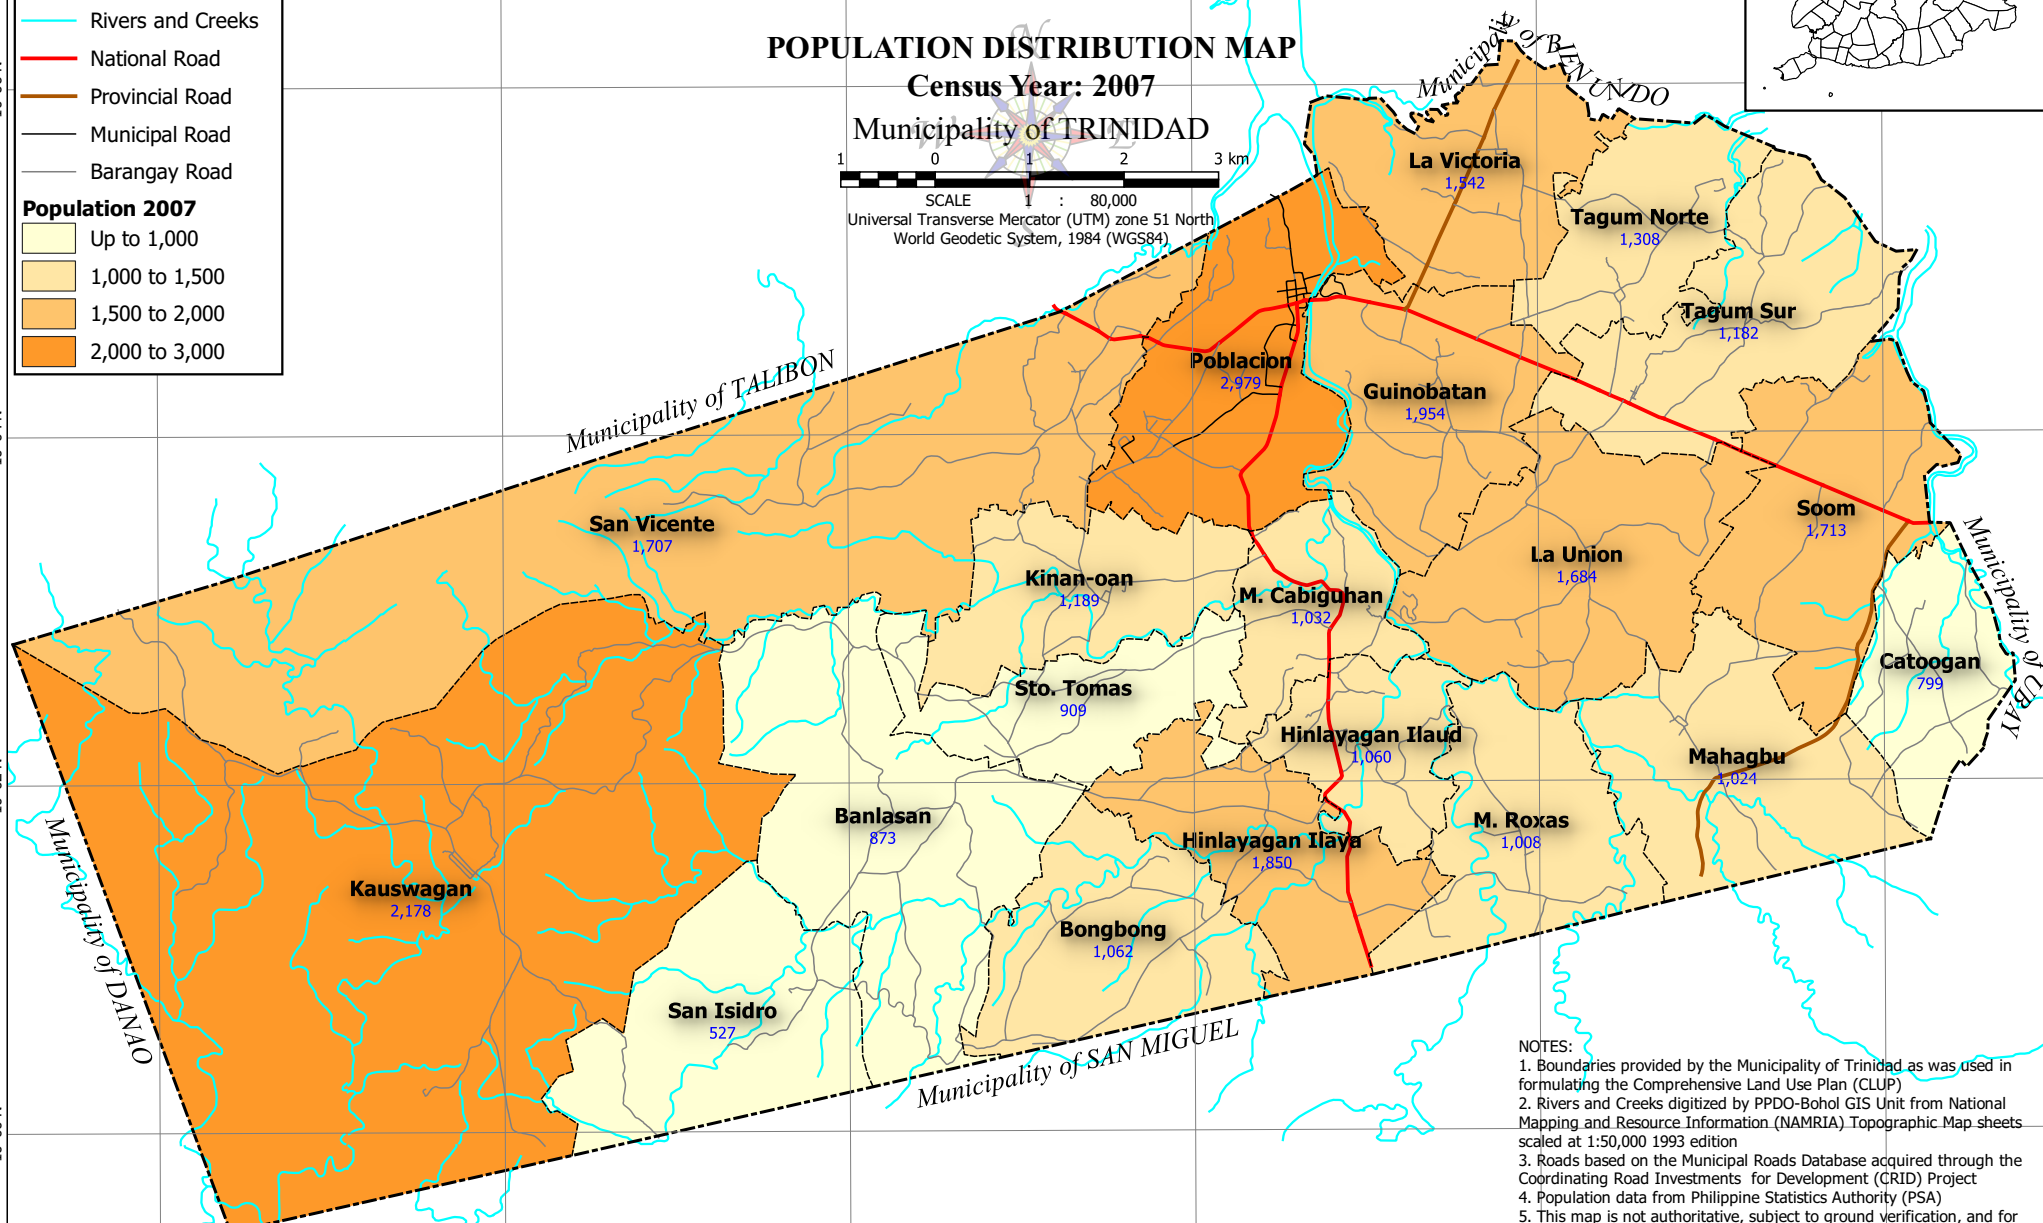 Rivers and Creeks
National Road
Provincial Road
Municipal Road
Barangay Road
Population 2007
Up to 1,000
1,000 to 1,500
1,500 to 2,000
2,000 to 3,000
POPULATION DISTRIBUTION MAP
Census Year: 2007
Municipality of TRINIDAD
N
W
E
1 0 1 2 3 km
SCALE 1 : 80,000
Universal Transverse Mercator (UTM) zone 51 North
World Geodetic System, 1984 (WGS84)
Municipality of BIEN UNIDO
La Victoria
1,542
Tagum Norte
1,308
Tagum Sur
1,182
Municipality of TALIBON
Poblacion
2,979
Guinobatan
1,954
San Vicente
1,707
Soom
1,713
La Union
1,684
Kinan-oan
1,189
M. Cabiguhan
1,032
Municipality of UBAY
Catoogan
799
Sto. Tomas
909
Hinlayagan Ilaud
1,060
Mahagbu
1,024
Banlasan
873
M. Roxas
1,008
Hinlayagan Ilaya
1,850
Kauswagan
2,178
Bongbong
1,062
Municipality of DANAO
San Isidro
527
Municipality of SAN MIGUEL
NOTES:
1. Boundaries provided by the Municipality of Trinidad as was used in
formulating the Comprehensive Land Use Plan (CLUP)
2. Rivers and Creeks digitized by PPDO-Bohol GIS Unit from National
Mapping and Resource Information (NAMRIA) Topographic Map sheets
scaled at 1:50,000 1993 edition
3. Roads based on the Municipal Roads Database acquired through the
Coordinating Road Investments for Development (CRID) Project
4. Population data from Philippine Statistics Authority (PSA)
5. This map is not authoritative, subject to ground verification, and for